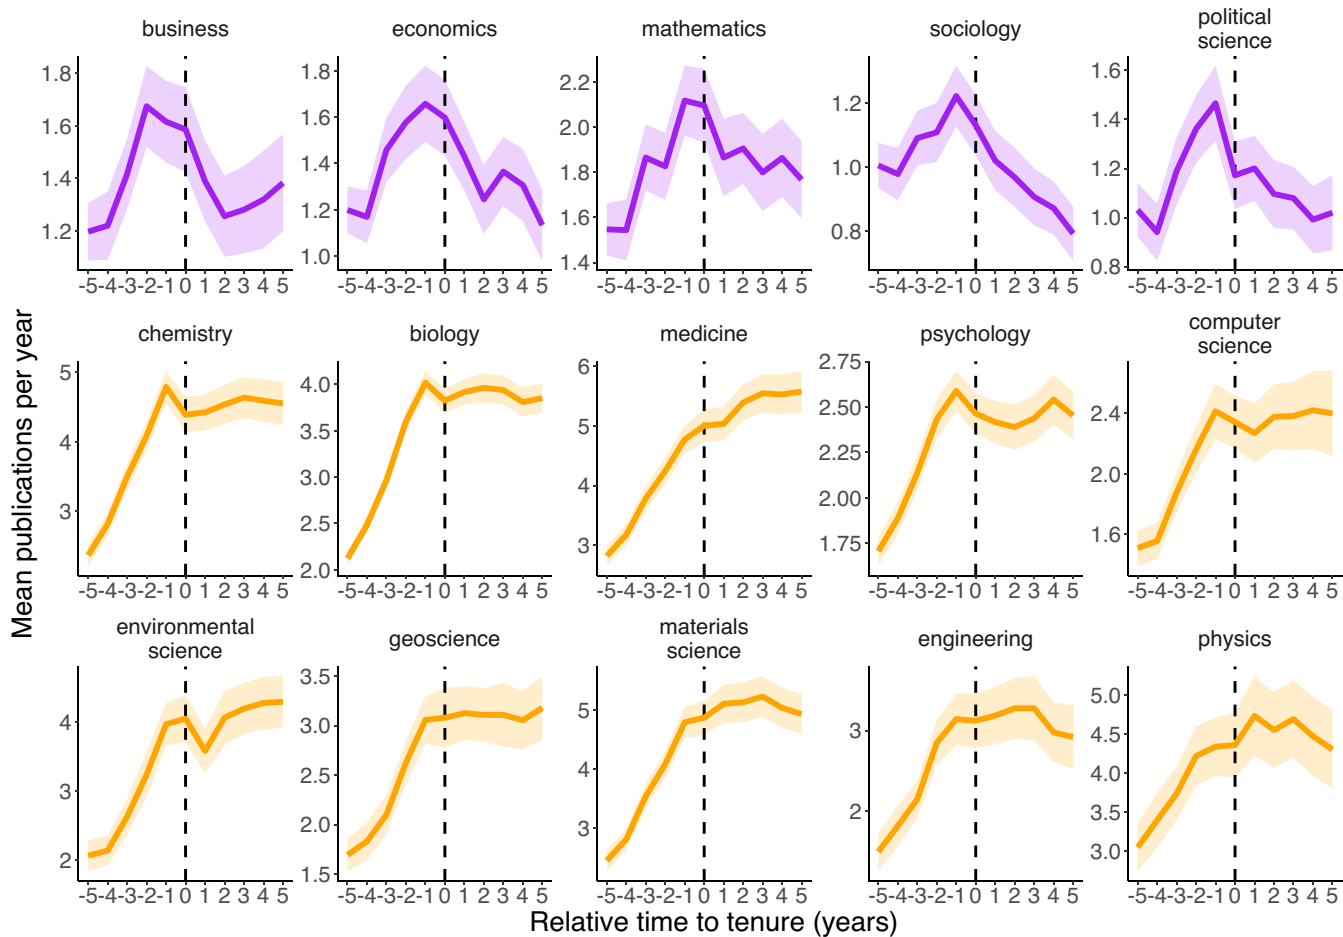 business
economics
mathematics
sociology
political
science
1.8
1.6
1.4
1.2
1.8
1.6
1.4
1.2
1.0
2.2
2.0
1.8
1.6
1.4
1.2
1.0
0.8
1.6
1.4
1.2
1.0
0.8
-5-4-3-2-1 0 1 2 3 4 5
-5-4-3-2-1 0 1 2 3 4 5
-5-4-3-2-1 0 1 2 3 4 5
-5-4-3-2-1 0 1 2 3 4 5
-5-4-3-2-1 0 1 2 3 4 5
Mean publications per year
chemistry
biology
medicine
psychology
computer
science
5
4
3
4.0
3.5
3.0
2.5
2.0
6
5
4
3
2.75
2.50
2.25
2.00
1.75
2.4
2.0
1.6
-5-4-3-2-1 0 1 2 3 4 5
-5-4-3-2-1 0 1 2 3 4 5
-5-4-3-2-1 0 1 2 3 4 5
-5-4-3-2-1 0 1 2 3 4 5
-5-4-3-2-1 0 1 2 3 4 5
environmental
science
geoscience
materials
science
engineering
physics
4
3
2
3.5
3.0
2.5
2.0
1.5
5
4
3
3
2
5.0
4.5
4.0
3.5
3.0
-5-4-3-2-1 0 1 2 3 4 5
-5-4-3-2-1 0 1 2 3 4 5
-5-4-3-2-1 0 1 2 3 4 5
-5-4-3-2-1 0 1 2 3 4 5
-5-4-3-2-1 0 1 2 3 4 5
Relative time to tenure (years)